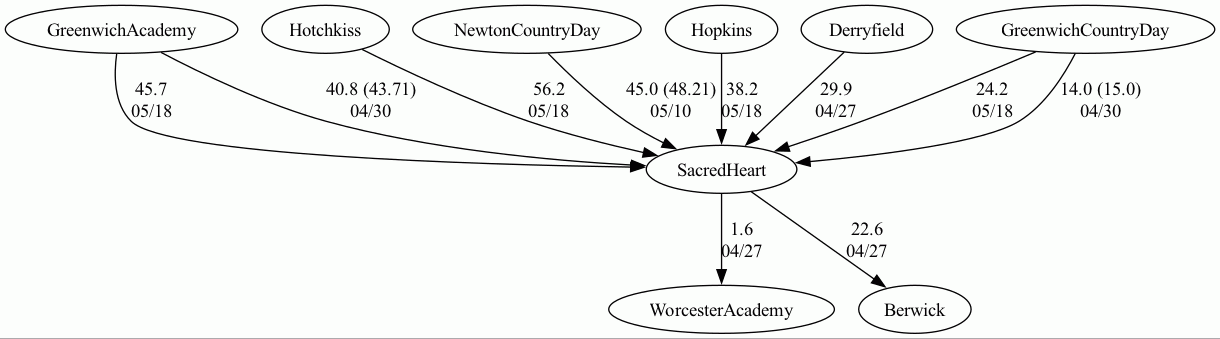 GreenwichAcademy
Hotchkiss
NewtonCountryDay
Hopkins
Derryfield
GreenwichCountryDay
45.7
05/18
40.8 (43.71)
04/30
56.2
05/18
45.0 (48.21)
05/10
38.2
05/18
29.9
04/27
24.2
05/18
14.0 (15.0)
04/30
SacredHeart
1.6
04/27
22.6
04/27
WorcesterAcademy
Berwick